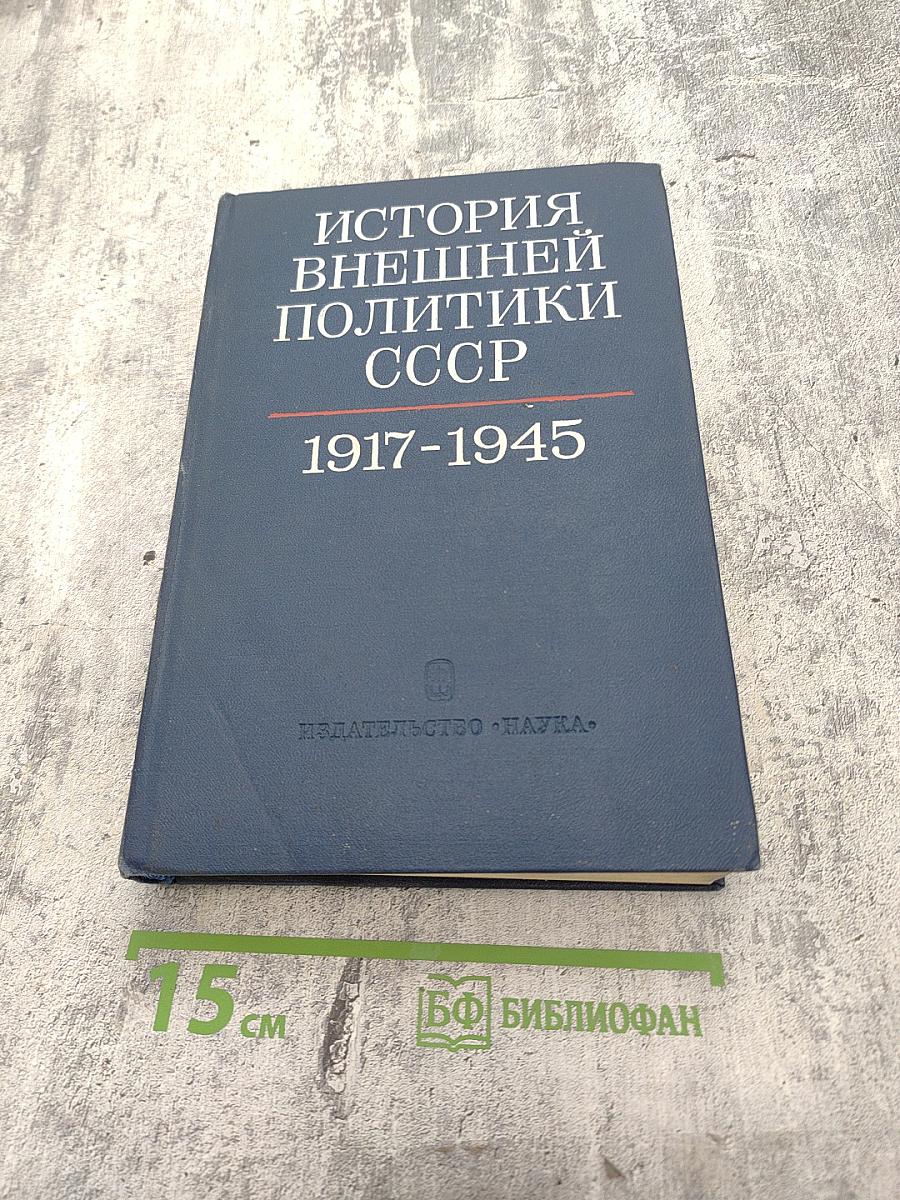 ИСТОРИЯ
ВНЕШНЕЙ
ПОЛИТИКИ
СССР
1917-1945
ИЗДАТЕЛЬСТВО «НАУКА»
15 см
БФ БИБЛИОФАН